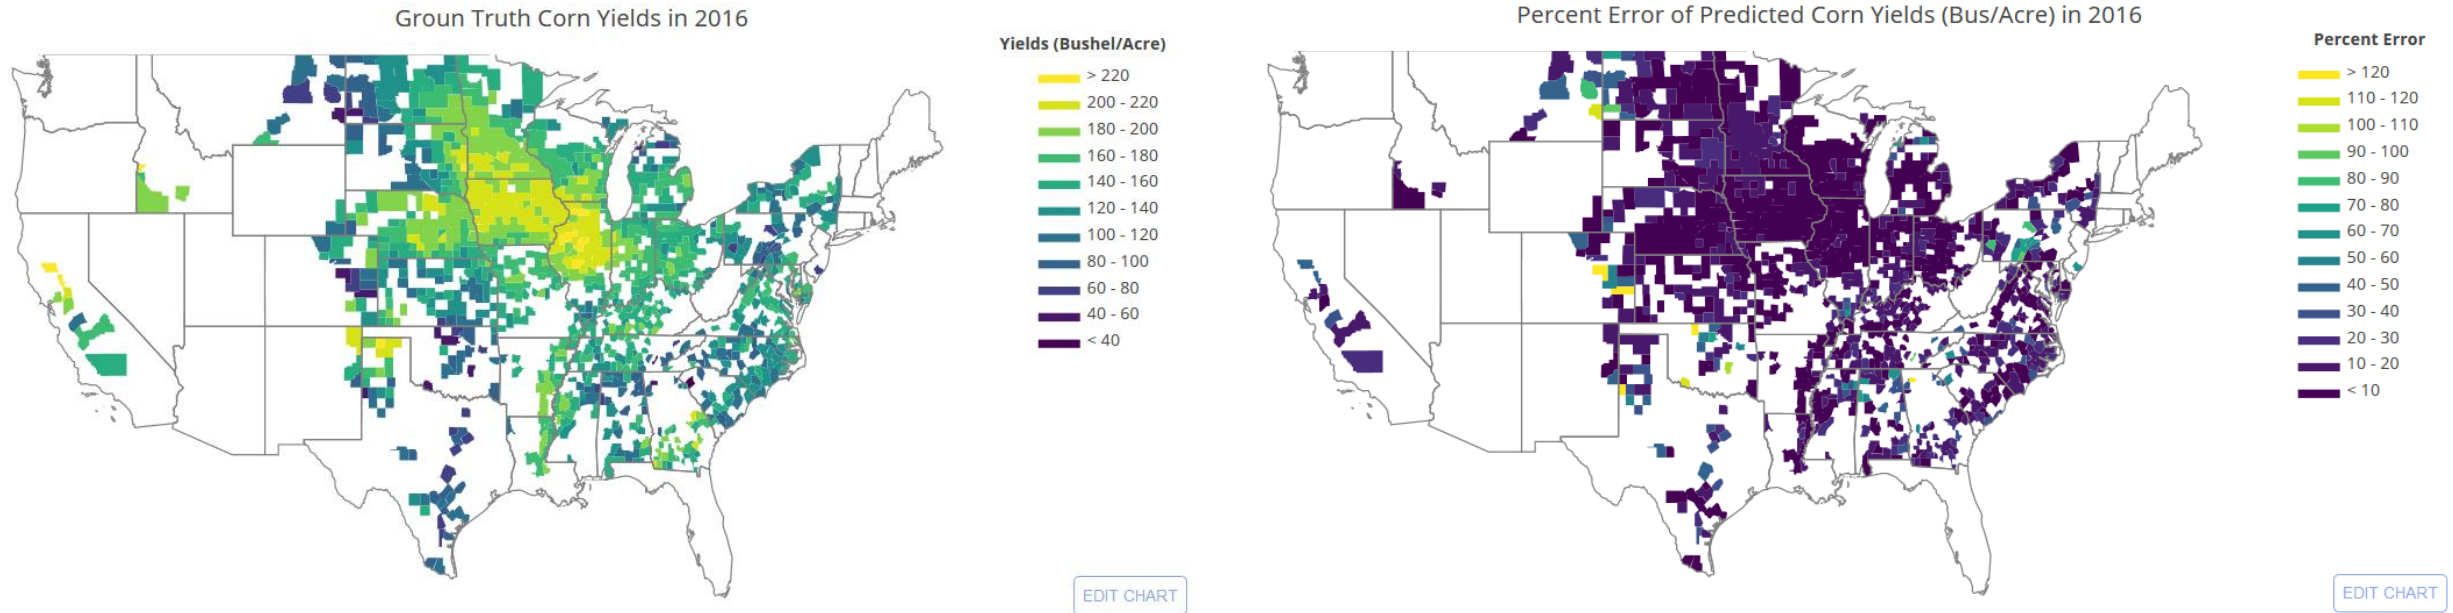 Groun Truth Corn Yields in 2016
Yields (Bushel/Acre)
> 220
200 - 220
180 - 200
160 - 180
140 - 160
120 - 140
100 - 120
80 - 100
60 - 80
40 - 60
< 40
EDIT CHART
Percent Error of Predicted Corn Yields (Bus/Acre) in 2016
Percent Error
> 120
110 - 120
100 - 110
90 - 100
80 - 90
70 - 80
60 - 70
50 - 60
40 - 50
30 - 40
20 - 30
10 - 20
< 10
EDIT CHART